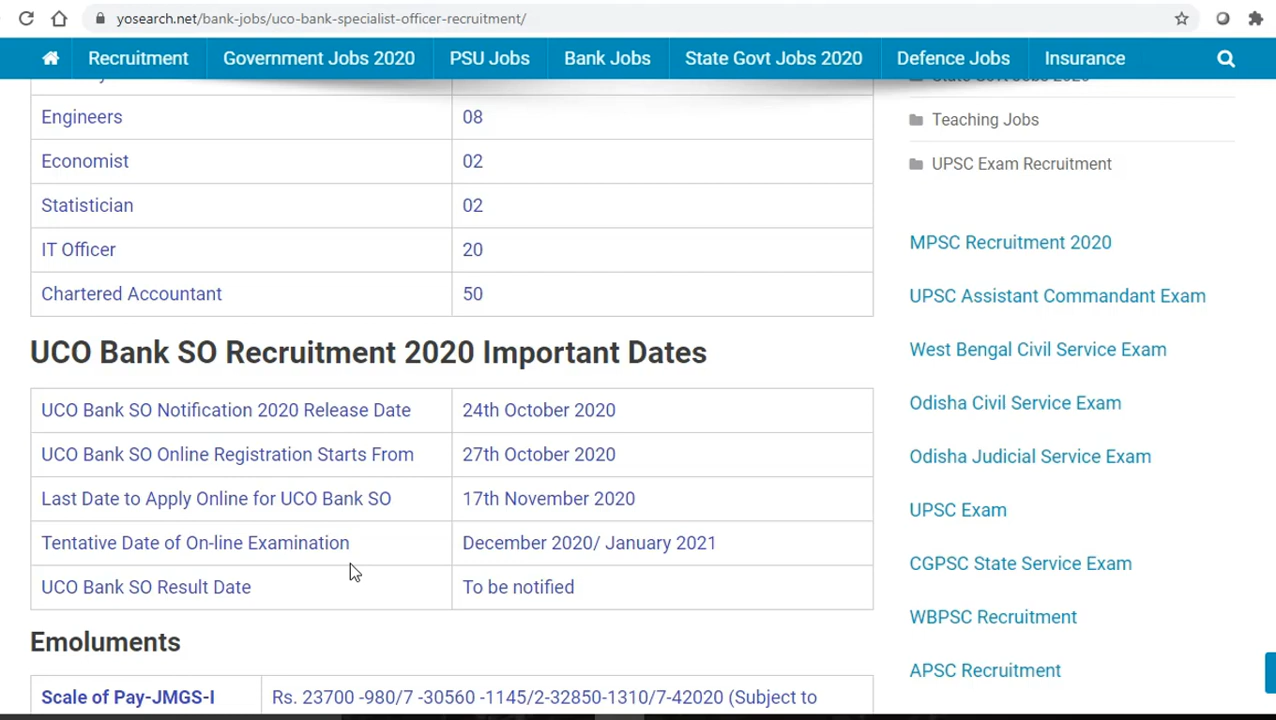 yosearch.net/bank-jobs/uco-bank-specialist-officer-recruitment/
Recruitment Government Jobs 2020 PSU Jobs Bank Jobs State Govt Jobs 2020 Defence Jobs Insurance
Engineers 08
Economist 02
Statistician 02
IT Officer 20
Chartered Accountant 50
UCO Bank SO Recruitment 2020 Important Dates
UCO Bank SO Notification 2020 Release Date 24th October 2020
UCO Bank SO Online Registration Starts From 27th October 2020
Last Date to Apply Online for UCO Bank SO 17th November 2020
Tentative Date of On-line Examination December 2020/ January 2021
UCO Bank SO Result Date To be notified
Emoluments
Scale of Pay-JMGS-I Rs. 23700 -980/7 -30560 -1145/2-32850-1310/7-42020 (Subject to
State Govt Jobs 2020
Teaching Jobs
UPSC Exam Recruitment
MPSC Recruitment 2020
UPSC Assistant Commandant Exam
West Bengal Civil Service Exam
Odisha Civil Service Exam
Odisha Judicial Service Exam
UPSC Exam
CGPSC State Service Exam
WBPSC Recruitment
APSC Recruitment